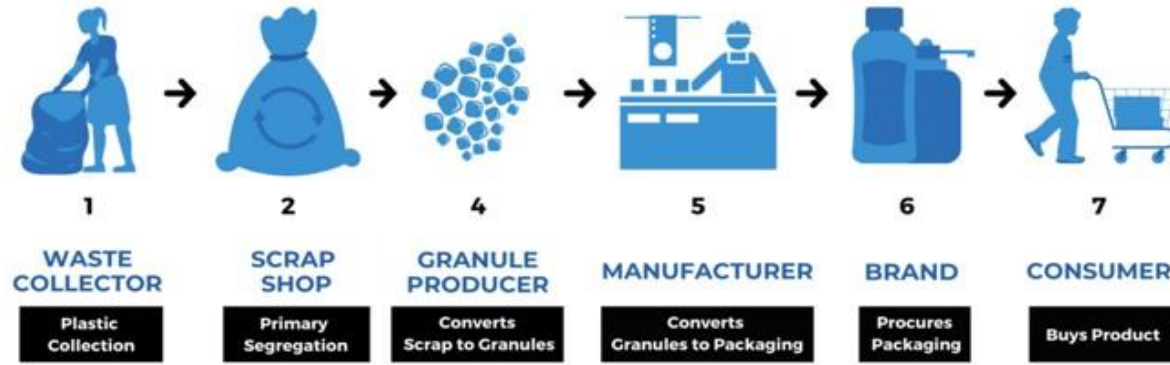 1
2
4
5
6
7
WASTE
COLLECTOR
SCRAP
SHOP
GRANULE
PRODUCER
MANUFACTURER
BRAND
CONSUMER
Plastic
Collection
Primary
Segregation
Converts
Scrap to Granules
Converts
Granules to Packaging
Procures
Packaging
Buys Product